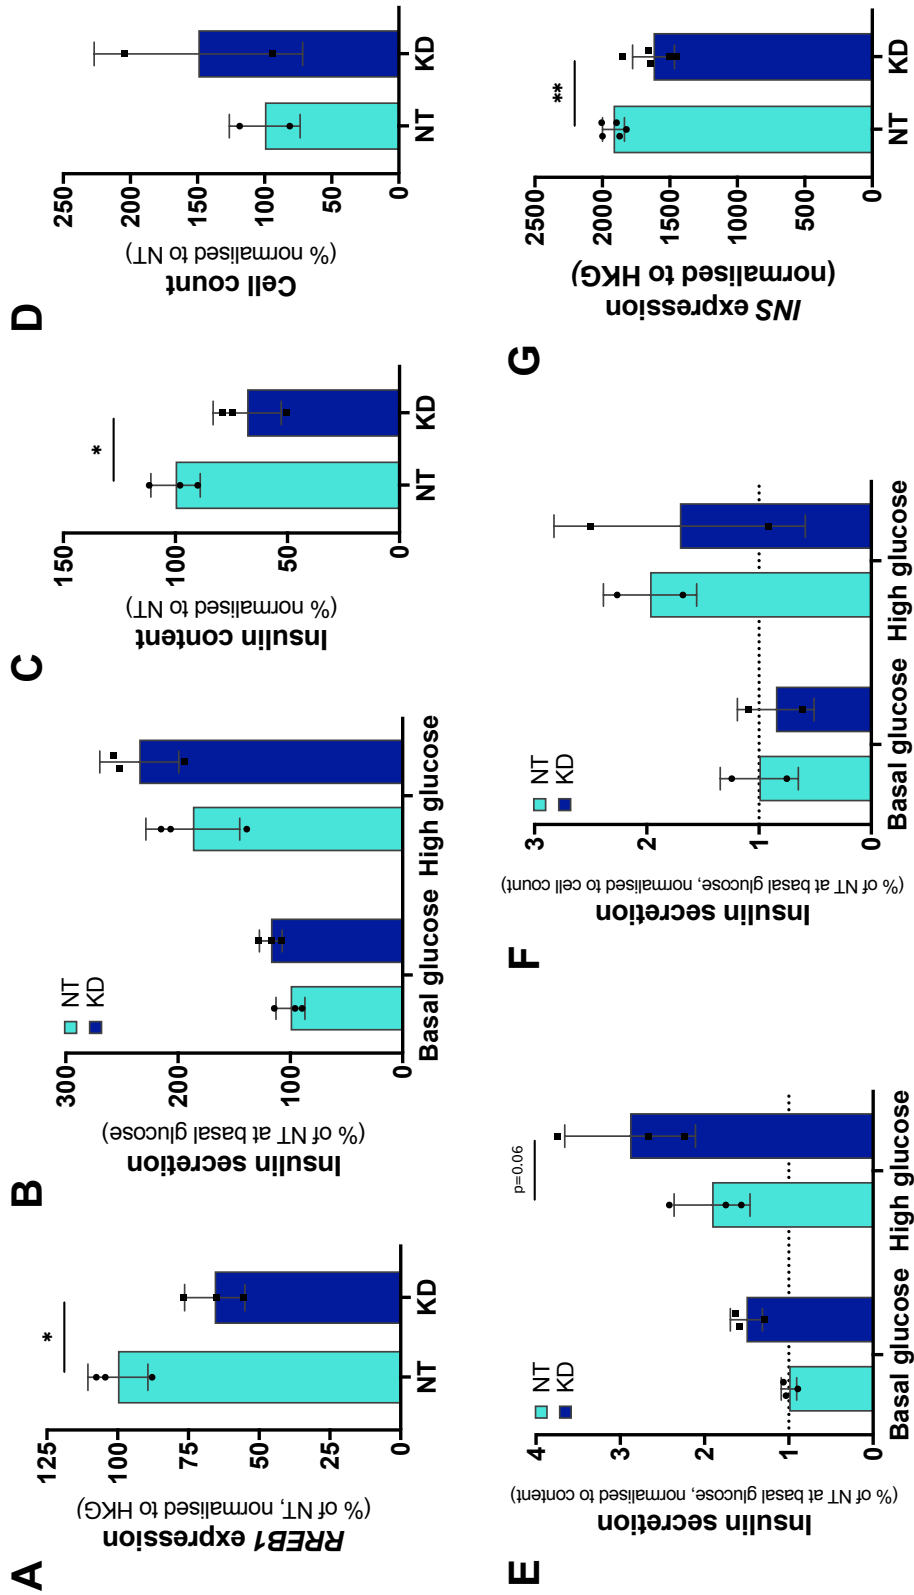 A
RREB1 expression
(% of NT, normalised to HKG)
125
100
75
50
25
0
*
NT
KD
B
Insulin secretion
(% of NT at basal glucose)
300
200
100
0
NT
KD
Basal glucose
High glucose
C
Insulin content
(% normalised to NT)
150
100
50
0
*
NT
KD
D
Cell count
(% normalised to NT)
250
200
150
100
50
0
NT
KD
E
Insulin secretion
(% of NT at basal glucose, normalised to content)
4
3
2
1
0
NT
KD
p=0.06
Basal glucose
High glucose
F
Insulin secretion
(% of NT at basal glucose, normalised to cell count)
3
2
1
0
NT
KD
Basal glucose
High glucose
G
INS expression
(normalised to HKG)
2500
2000
1500
1000
500
0
**
NT
KD